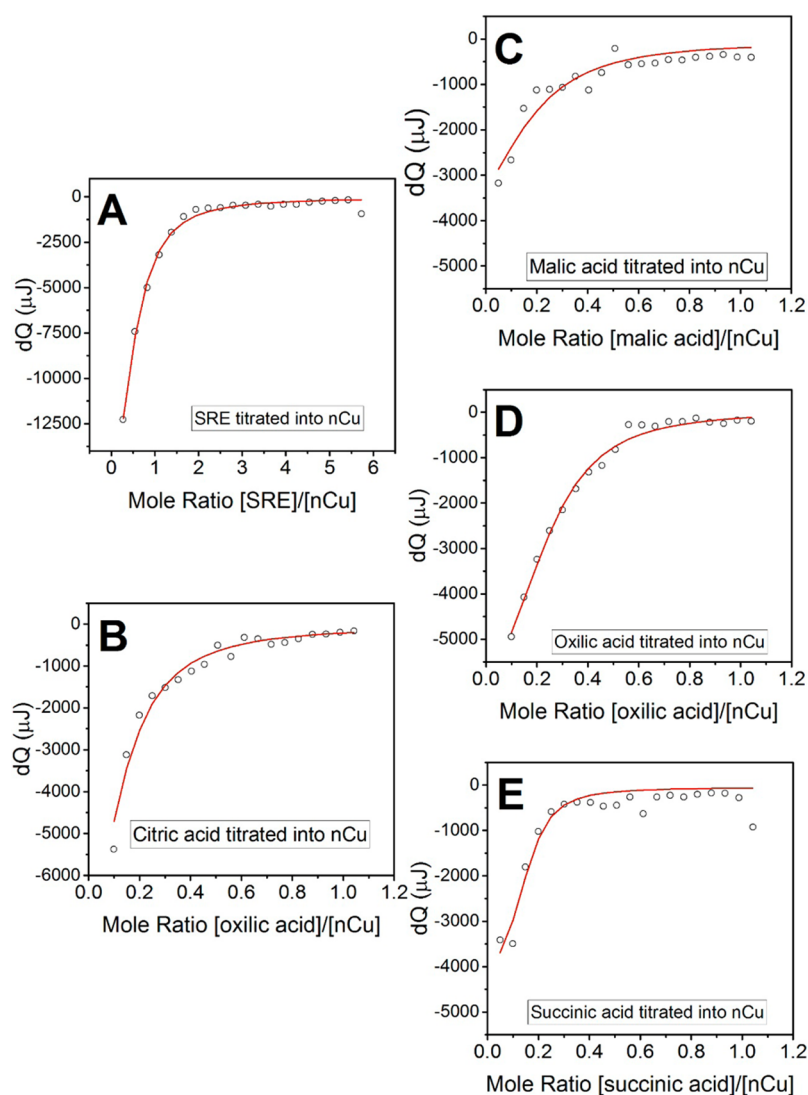 A
0
-2500
-5000
-7500
-10000
-12500
dQ (μJ)
SRE titrated into nCu
0 1 2 3 4 5 6
Mole Ratio [SRE]/[nCu]
B
0
-1000
-2000
-3000
-4000
-5000
-6000
dQ (μJ)
Citric acid titrated into nCu
0.0 0.2 0.4 0.6 0.8 1.0 1.2
Mole Ratio [oxilic acid]/[nCu]
C
0
-1000
-2000
-3000
-4000
-5000
dQ (μJ)
Malic acid titrated into nCu
0.0 0.2 0.4 0.6 0.8 1.0 1.2
Mole Ratio [malic acid]/[nCu]
D
0
-1000
-2000
-3000
-4000
-5000
dQ (μJ)
Oxilic acid titrated into nCu
0.0 0.2 0.4 0.6 0.8 1.0 1.2
Mole Ratio [oxilic acid]/[nCu]
E
0
-1000
-2000
-3000
-4000
-5000
dQ (μJ)
Succinic acid titrated into nCu
0.0 0.2 0.4 0.6 0.8 1.0 1.2
Mole Ratio [succinic acid]/[nCu]